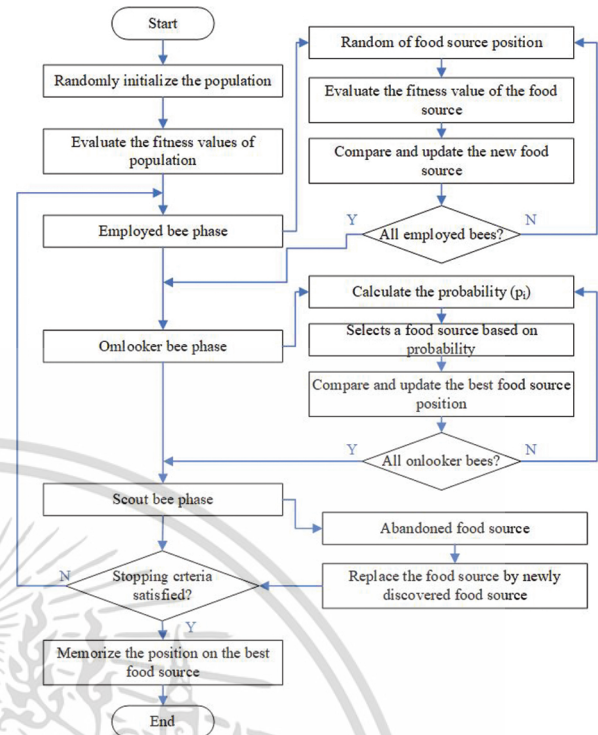 Start
Randomly initialize the population
Evaluate the fitness values of
population
Employed bee phase
Random of food source position
Evaluate the fitness value of the food
source
Compare and update the new food
source
Y
All employed bees?
N
Omlooker bee phase
Calculate the probability (pi)
Selects a food source based on
probability
Compare and update the best food source
position
Y
All onlooker bees?
N
Scout bee phase
Abandoned food source
Replace the food source by newly
discovered food source
N
Stopping crteria
satisfied?
Y
Memorize the position on the best
food source
End